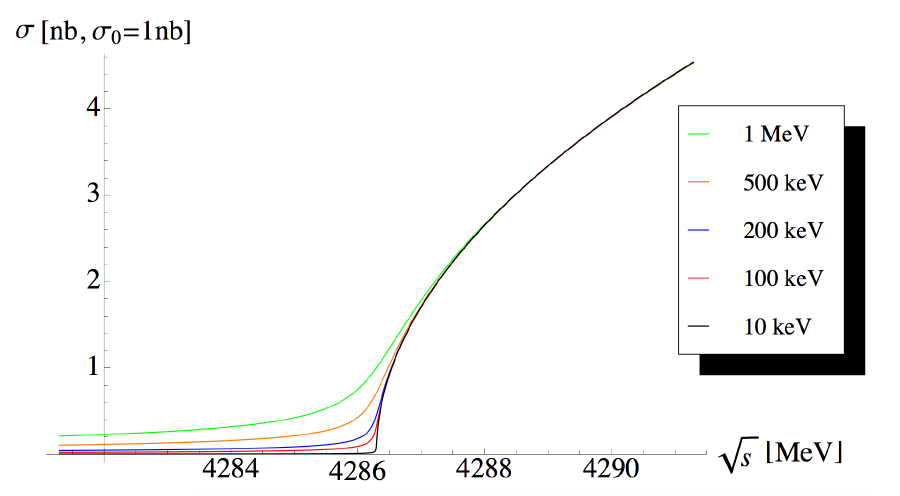 σ [nb, σ₀=1nb]
4
3
2
1
4284 4286 4288 4290
√s [MeV]
1 MeV
500 keV
200 keV
100 keV
10 keV